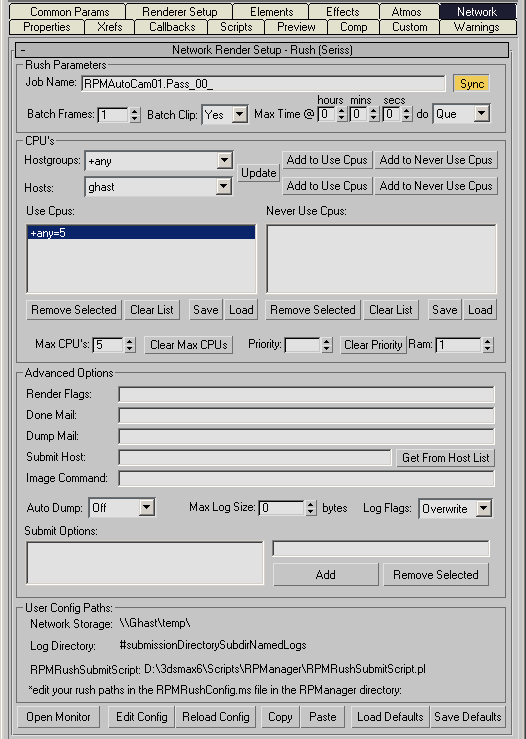 Common Params Renderer Setup Elements Effects Atmos Network
Properties Xrefs Callbacks Scripts Preview Comp Custom Warnings
- Network Render Setup - Rush (Seriss)
Rush Parameters
Job Name: RPMAutoCam01.Pass_00_ Sync
hours mins secs
Batch Frames: 1 Batch Clip: Yes Max Time @ 0 0 0 do Que
CPU's
Hostgroups: +any Add to Use Cpus Add to Never Use Cpus
Update
Hosts: ghast Add to Use Cpus Add to Never Use Cpus
Use Cpus: Never Use Cpus:
+any=5
Remove Selected Clear List Save Load Remove Selected Clear List Save Load
Max CPU's: 5 Clear Max CPUs Priority: Clear Priority Ram: 1
Advanced Options
Render Flags:
Done Mail:
Dump Mail:
Submit Host: Get From Host List
Image Command:
Auto Dump: Off Max Log Size: 0 bytes Log Flags: Overwrite
Submit Options:
Add Remove Selected
User Config Paths:
Network Storage: \\Ghast\temp\
Log Directory: #submissionDirectorySubdirNamedLogs
RPMRushSubmitScript: D:\3dsmax6\Scripts\RPManager\RPMRushSubmitScript.pl
*edit your rush paths in the RPMRushConfig.ms file in the RPManager directory:
Open Monitor Edit Config Reload Config Copy Paste Load Defaults Save Defaults